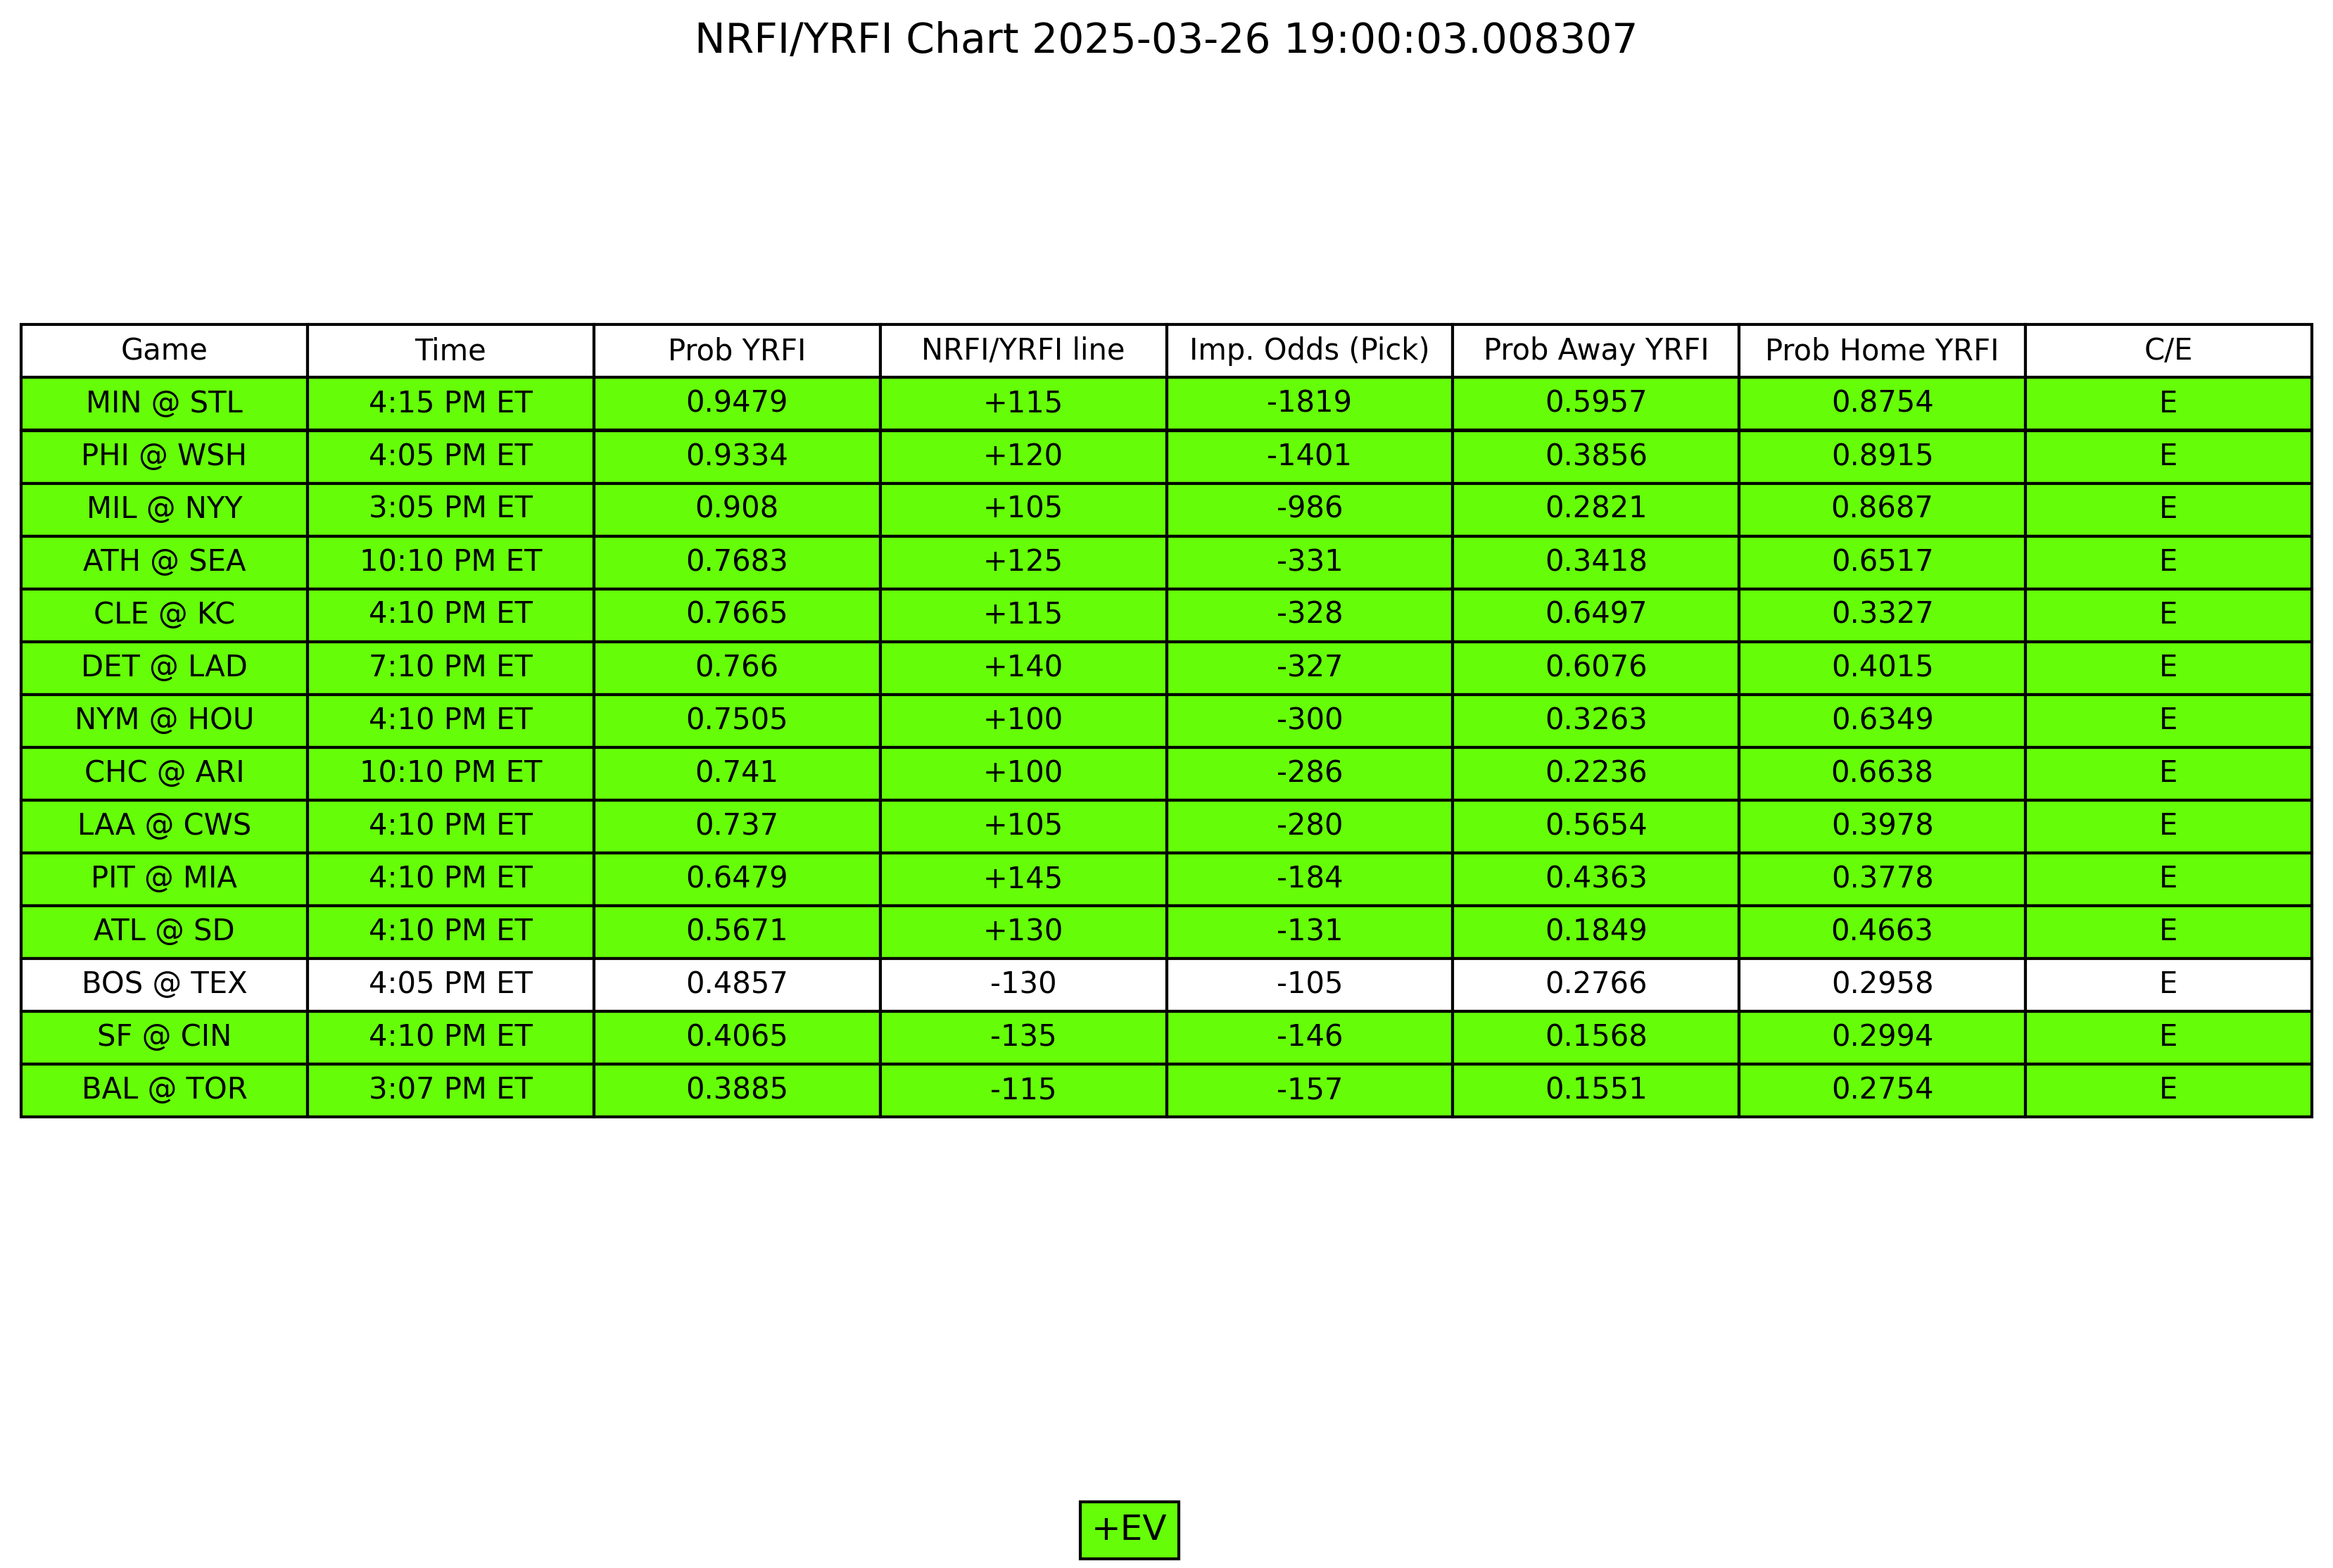 NRFI/YRFI Chart 2025-03-26 19:00:03.008307
Game Time Prob YRFI NRFI/YRFI line Imp. Odds (Pick) Prob Away YRFI Prob Home YRFI C/E
MIN @ STL 4:15 PM ET 0.9479 +115 -1819 0.5957 0.8754 E
PHI @ WSH 4:05 PM ET 0.9334 +120 -1401 0.3856 0.8915 E
MIL @ NYY 3:05 PM ET 0.908 +105 -986 0.2821 0.8687 E
ATH @ SEA 10:10 PM ET 0.7683 +125 -331 0.3418 0.6517 E
CLE @ KC 4:10 PM ET 0.7665 +115 -328 0.6497 0.3327 E
DET @ LAD 7:10 PM ET 0.766 +140 -327 0.6076 0.4015 E
NYM @ HOU 4:10 PM ET 0.7505 +100 -300 0.3263 0.6349 E
CHC @ ARI 10:10 PM ET 0.741 +100 -286 0.2236 0.6638 E
LAA @ CWS 4:10 PM ET 0.737 +105 -280 0.5654 0.3978 E
PIT @ MIA 4:10 PM ET 0.6479 +145 -184 0.4363 0.3778 E
ATL @ SD 4:10 PM ET 0.5671 +130 -131 0.1849 0.4663 E
BOS @ TEX 4:05 PM ET 0.4857 -130 -105 0.2766 0.2958 E
SF @ CIN 4:10 PM ET 0.4065 -135 -146 0.1568 0.2994 E
BAL @ TOR 3:07 PM ET 0.3885 -115 -157 0.1551 0.2754 E
+EV